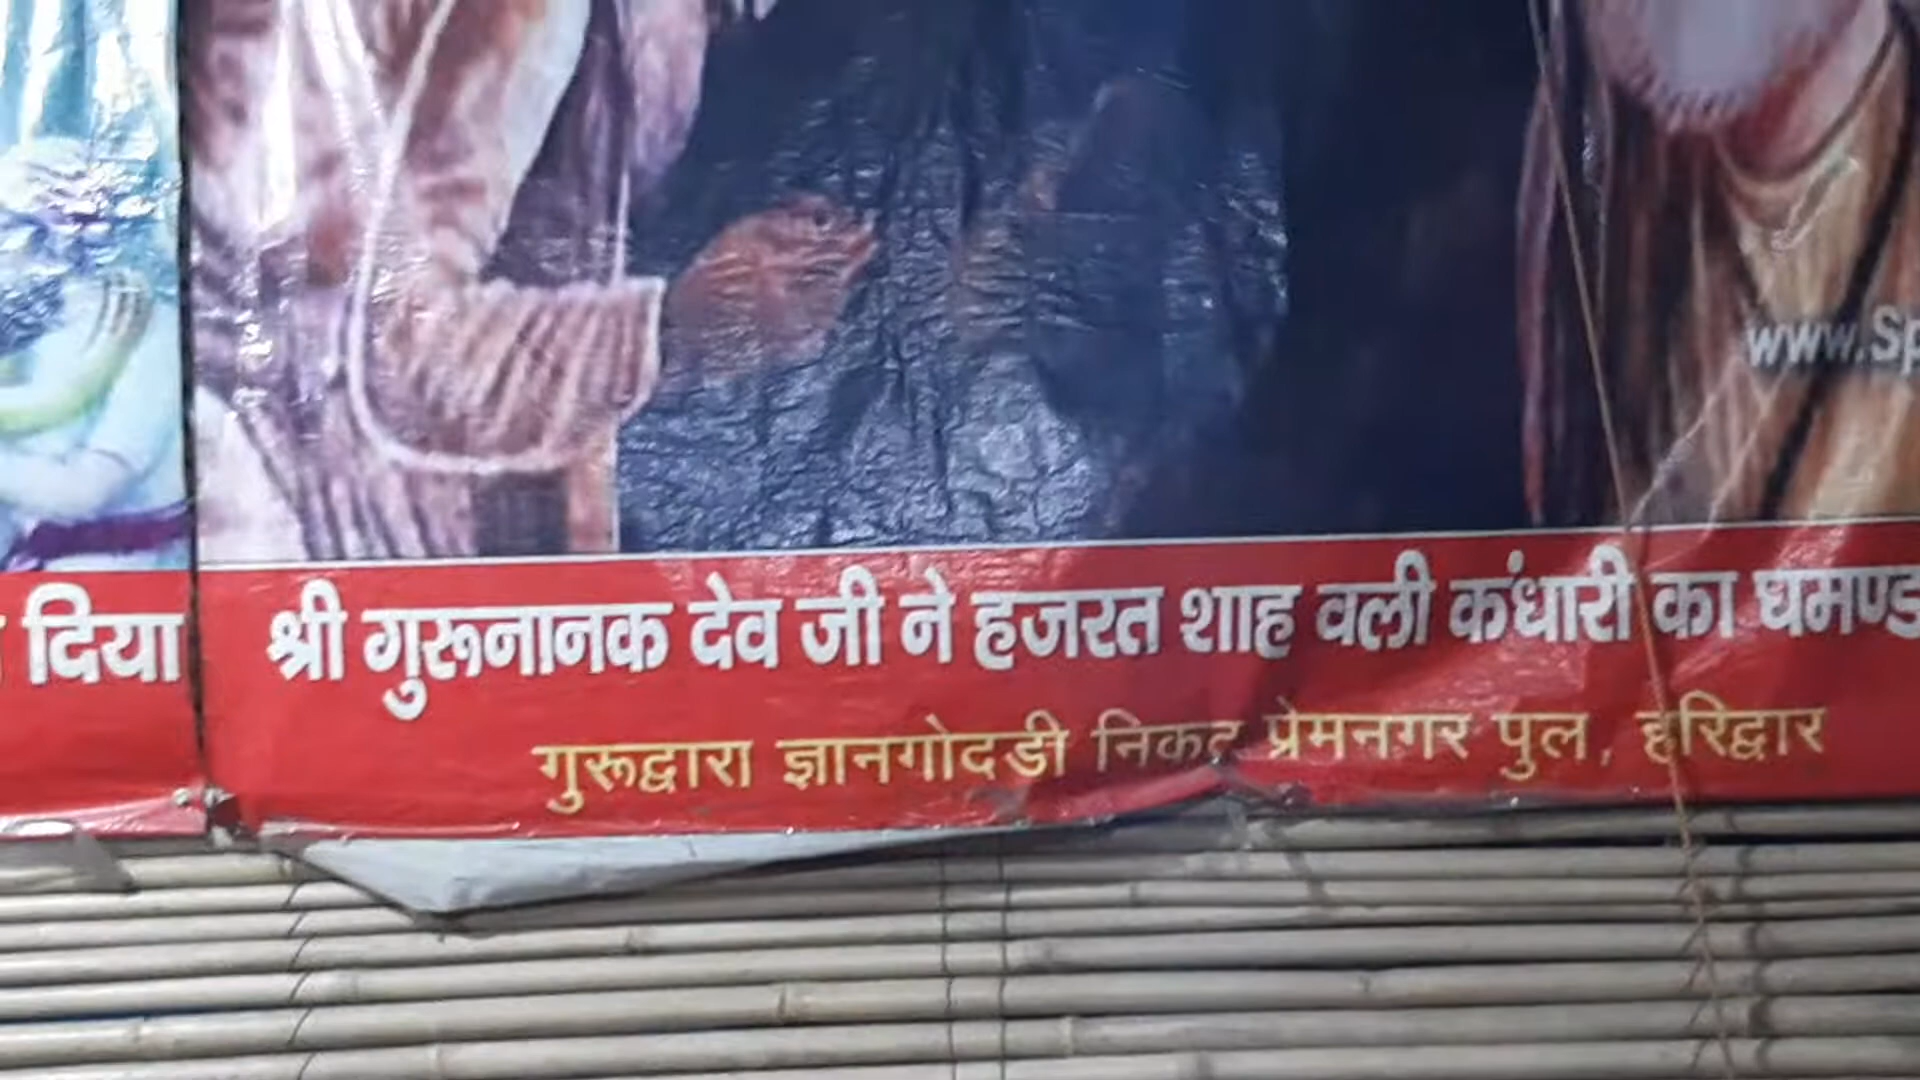 www.Sp
दिया
श्री गुरूनानक देव जी ने हजरत शाह वली कंधारी का घमण्ड
गुरूद्वारा ज्ञानगोदडी निकट प्रेमनगर पुल, हरिद्वार